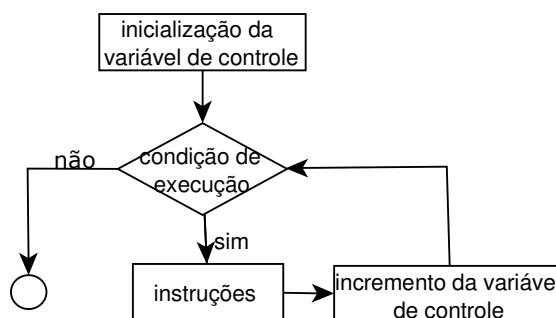 inicialização da
variável de controle
condição de
execução
não
sim
instruções
incremento da variáve
de controle